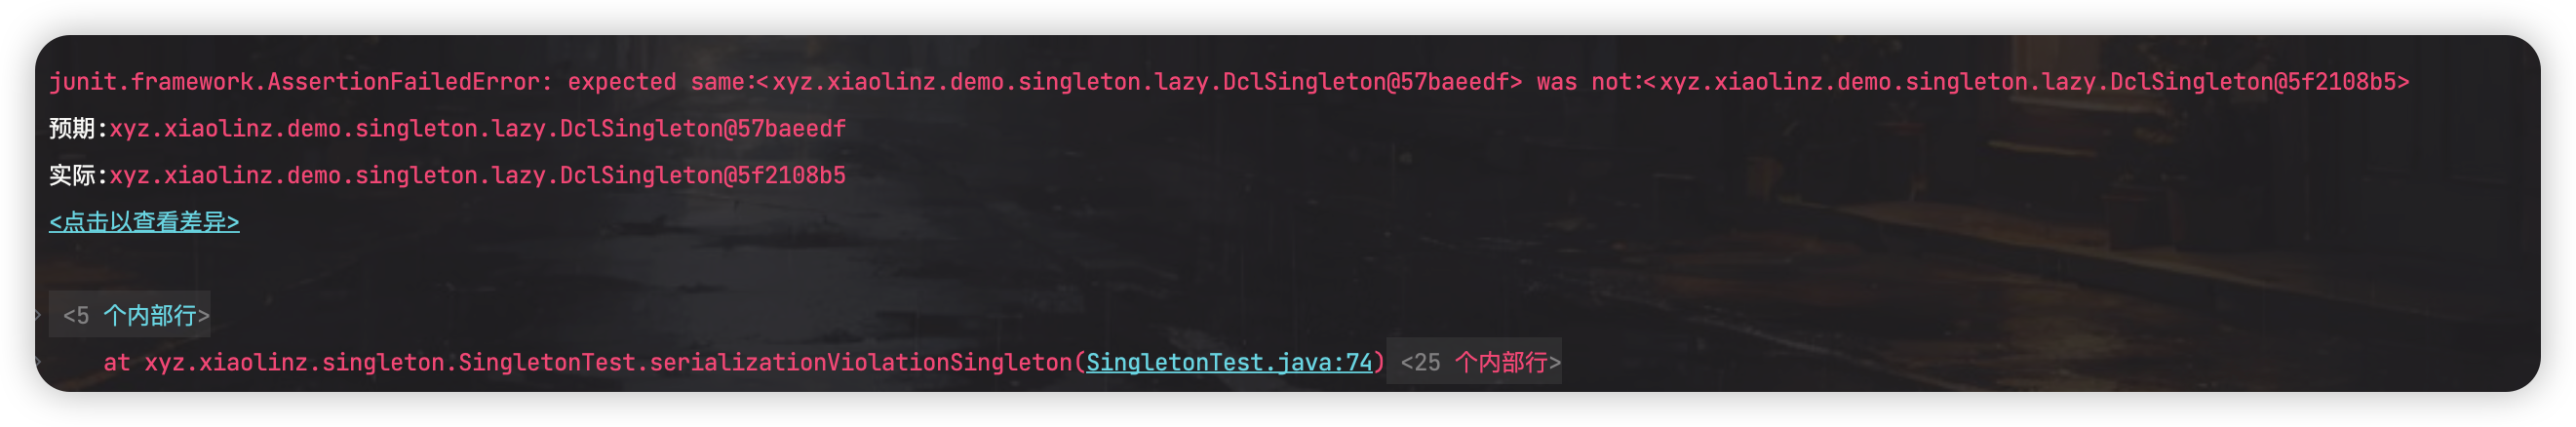 junit.framework.AssertionFailedError: expected same:<xyz.xiaolinz.demo.singleton.lazy.DclSingleton@57baeedf> was not:<xyz.xiaolinz.demo.singleton.lazy.DclSingleton@5f2108b5>
预期:xyz.xiaolinz.demo.singleton.lazy.DclSingleton@57baeedf
实际:xyz.xiaolinz.demo.singleton.lazy.DclSingleton@5f2108b5
<点击以查看差异>
<5 个内部行>
at xyz.xiaolinz.singleton.SingletonTest.serializationViolationSingleton(SingletonTest.java:74) <25 个内部行>